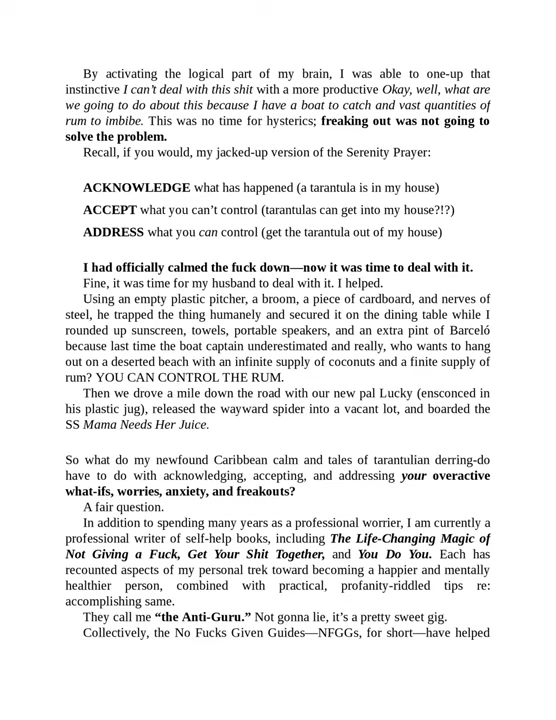 By activating the logical part of my brain, I was able to one-up that
instinctive I can't deal with this shit with a more productive Okay, well, what are
we going to do about this because I have a boat to catch and vast quantities of
rum to imbibe. This was no time for hysterics; freaking out was not going to
solve the problem.
Recall, if you would, my jacked-up version of the Serenity Prayer:
ACKNOWLEDGE what has happened (a tarantula is in my house)
ACCEPT what you can't control (tarantulas can get into my house?!?)
ADDRESS what you can control (get the tarantula out of my house)
I had officially calmed the fuck down—now it was time to deal with it.
Fine, it was time for my husband to deal with it. I helped.
Using an empty plastic pitcher, a broom, a piece of cardboard, and nerves of
steel, he trapped the thing humanely and secured it on the dining table while I
rounded up sunscreen, towels, portable speakers, and an extra pint of Barceló
because last time the boat captain underestimated and really, who wants to hang
out on a deserted beach with an infinite supply of coconuts and a finite supply of
rum? YOU CAN CONTROL THE RUM.
Then we drove a mile down the road with our new pal Lucky (ensconced in
his plastic jug), released the wayward spider into a vacant lot, and boarded the
SS Mama Needs Her Juice.
So what do my newfound Caribbean calm and tales of tarantulian derring-do
have to do with acknowledging, accepting, and addressing your overactive
what-ifs, worries, anxiety, and freakouts?
A fair question.
In addition to spending many years as a professional worrier, I am currently a
professional writer of self-help books, including The Life-Changing Magic of
Not Giving a Fuck, Get Your Shit Together, and You Do You. Each has
recounted aspects of my personal trek toward becoming a happier and mentally
healthier person, combined with practical, profanity-riddled tips re:
accomplishing same.
They call me "the Anti-Guru." Not gonna lie, it's a pretty sweet gig.
Collectively, the No Fucks Given Guides—NFGGs, for short—have helped